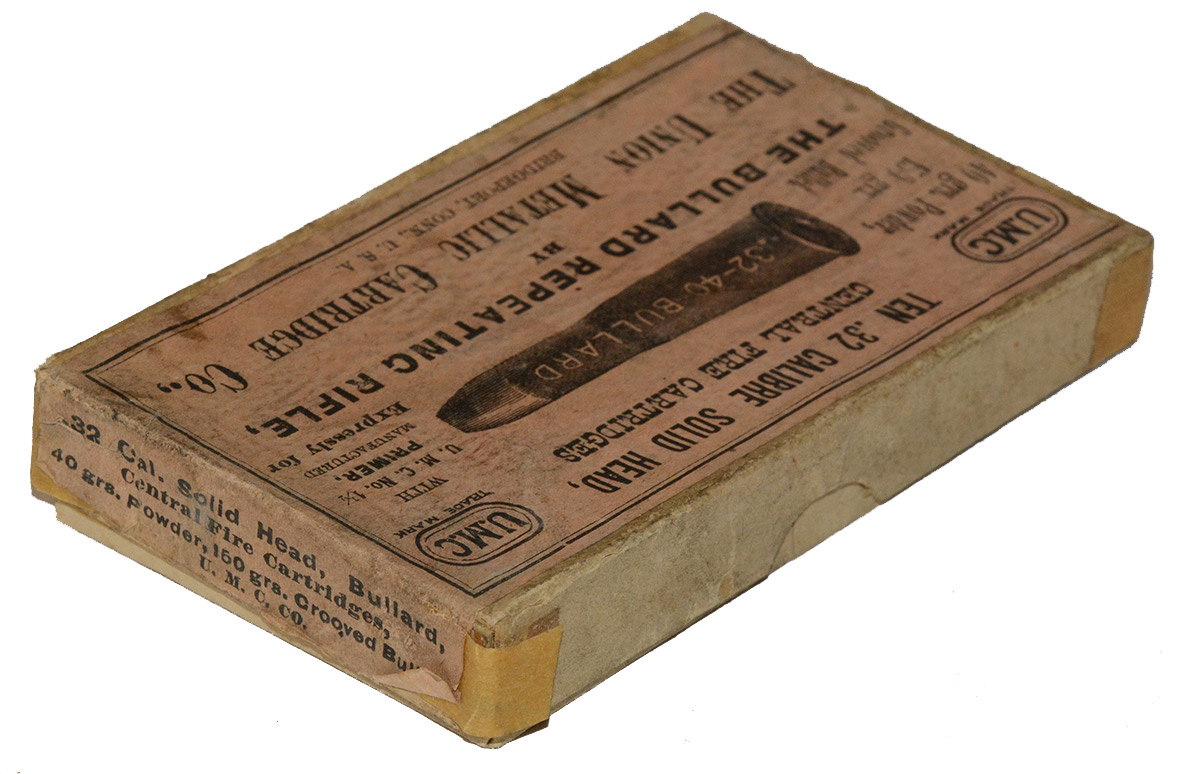 TEN .32 CALIBRE SOLID HEAD,
CENTRAL FIRE CARTRIDGES
TRADE MARK
U.M.C
40 grs. Powder,
150 grs.
Grooved Bullet.
.32-40 BULLARD
TRADE MARK
U.M.C
U. M. C. No. 1½
WITH
PRIMER,
MANUFACTURED
Expressly for
THE BULLARD REPEATING RIFLE,
BY
THE UNION METALLIC CARTRIDGE CO.,
BRIDGEPORT, CONN., U. S. A.
.32 Cal. Solid Head, Bullard,
Central Fire Cartridges,
40 grs. Powder, 150 grs. Grooved Bull
U. M. C. CO.